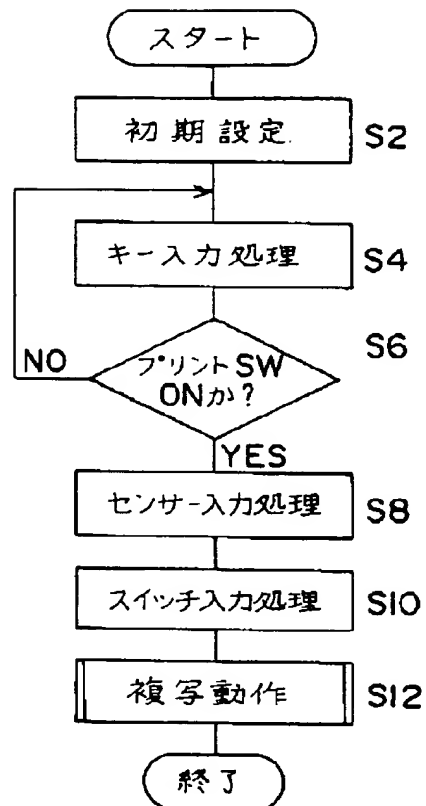 スタート
初期設定
S2
キー入力処理
S4
S6
プリントSW
ONか?
NO
YES
センサー入力処理
S8
スイッチ入力処理
S10
複写動作
S12
終了